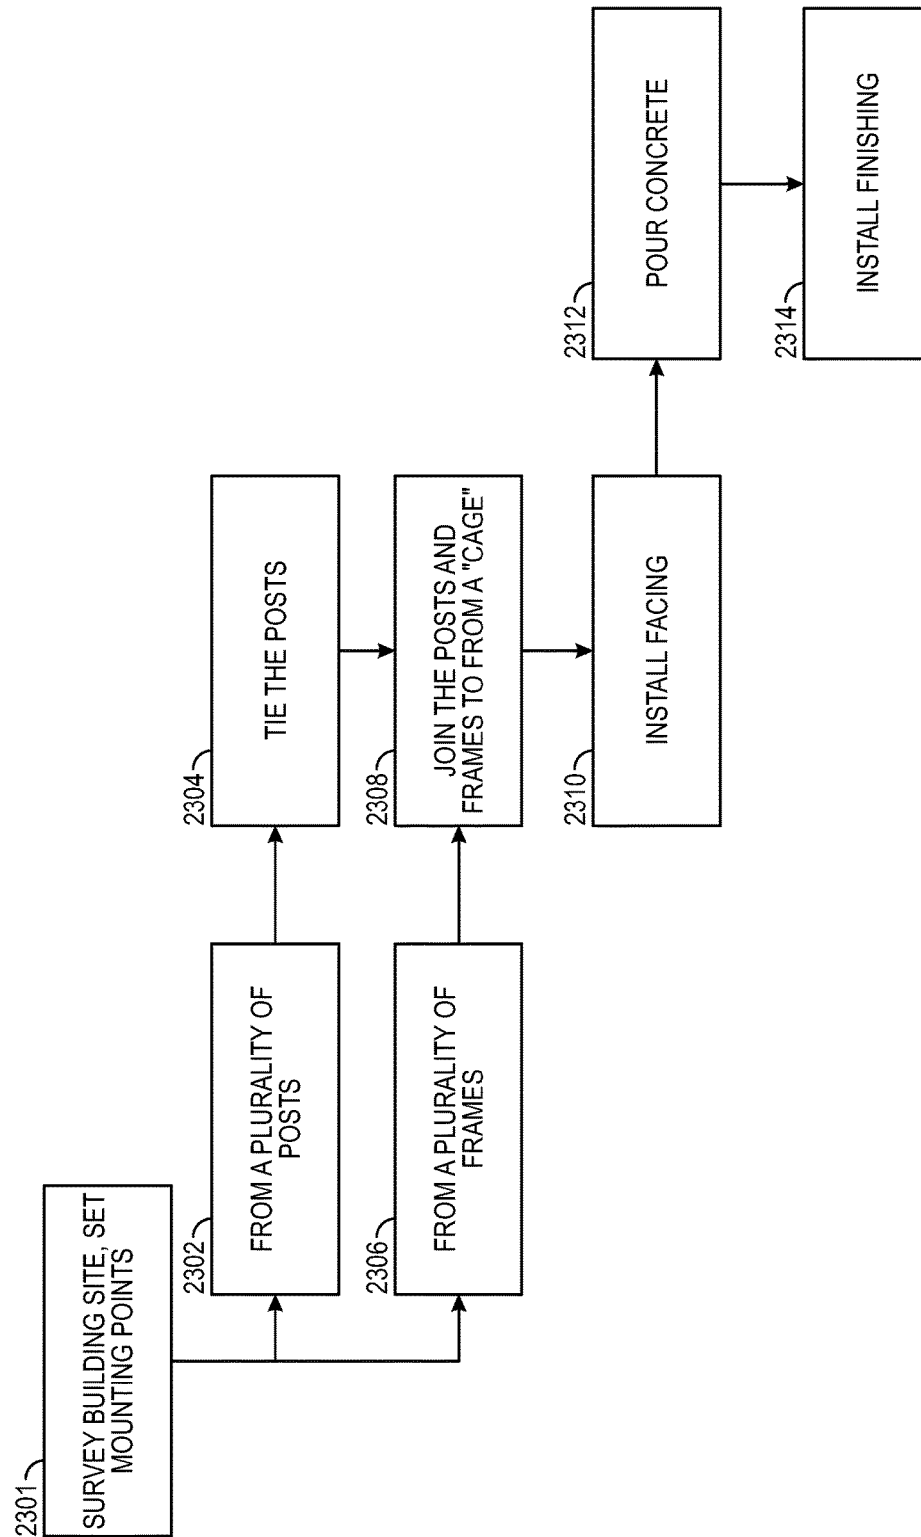 2301
SURVEY BUILDING SITE, SET
MOUNTING POINTS
2302
FROM A PLURALITY OF
POSTS
2304
TIE THE POSTS
2306
FROM A PLURALITY OF
FRAMES
2308
JOIN THE POSTS AND
FRAMES TO FROM A "CAGE"
2310
INSTALL FACING
2312
POUR CONCRETE
2314
INSTALL FINISHING